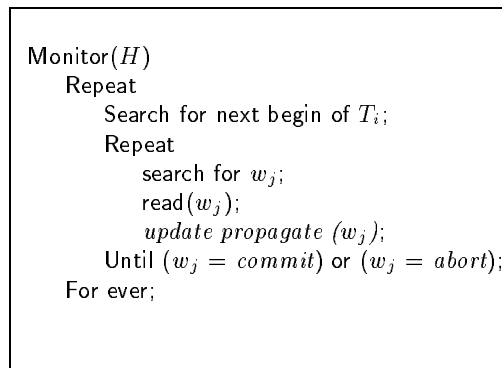 Monitor(H)
Repeat
Search for next begin of T_i;
Repeat
search for w_j;
read(w_j);
update propagate (w_j);
Until (w_j = commit) or (w_j = abort);
For ever;